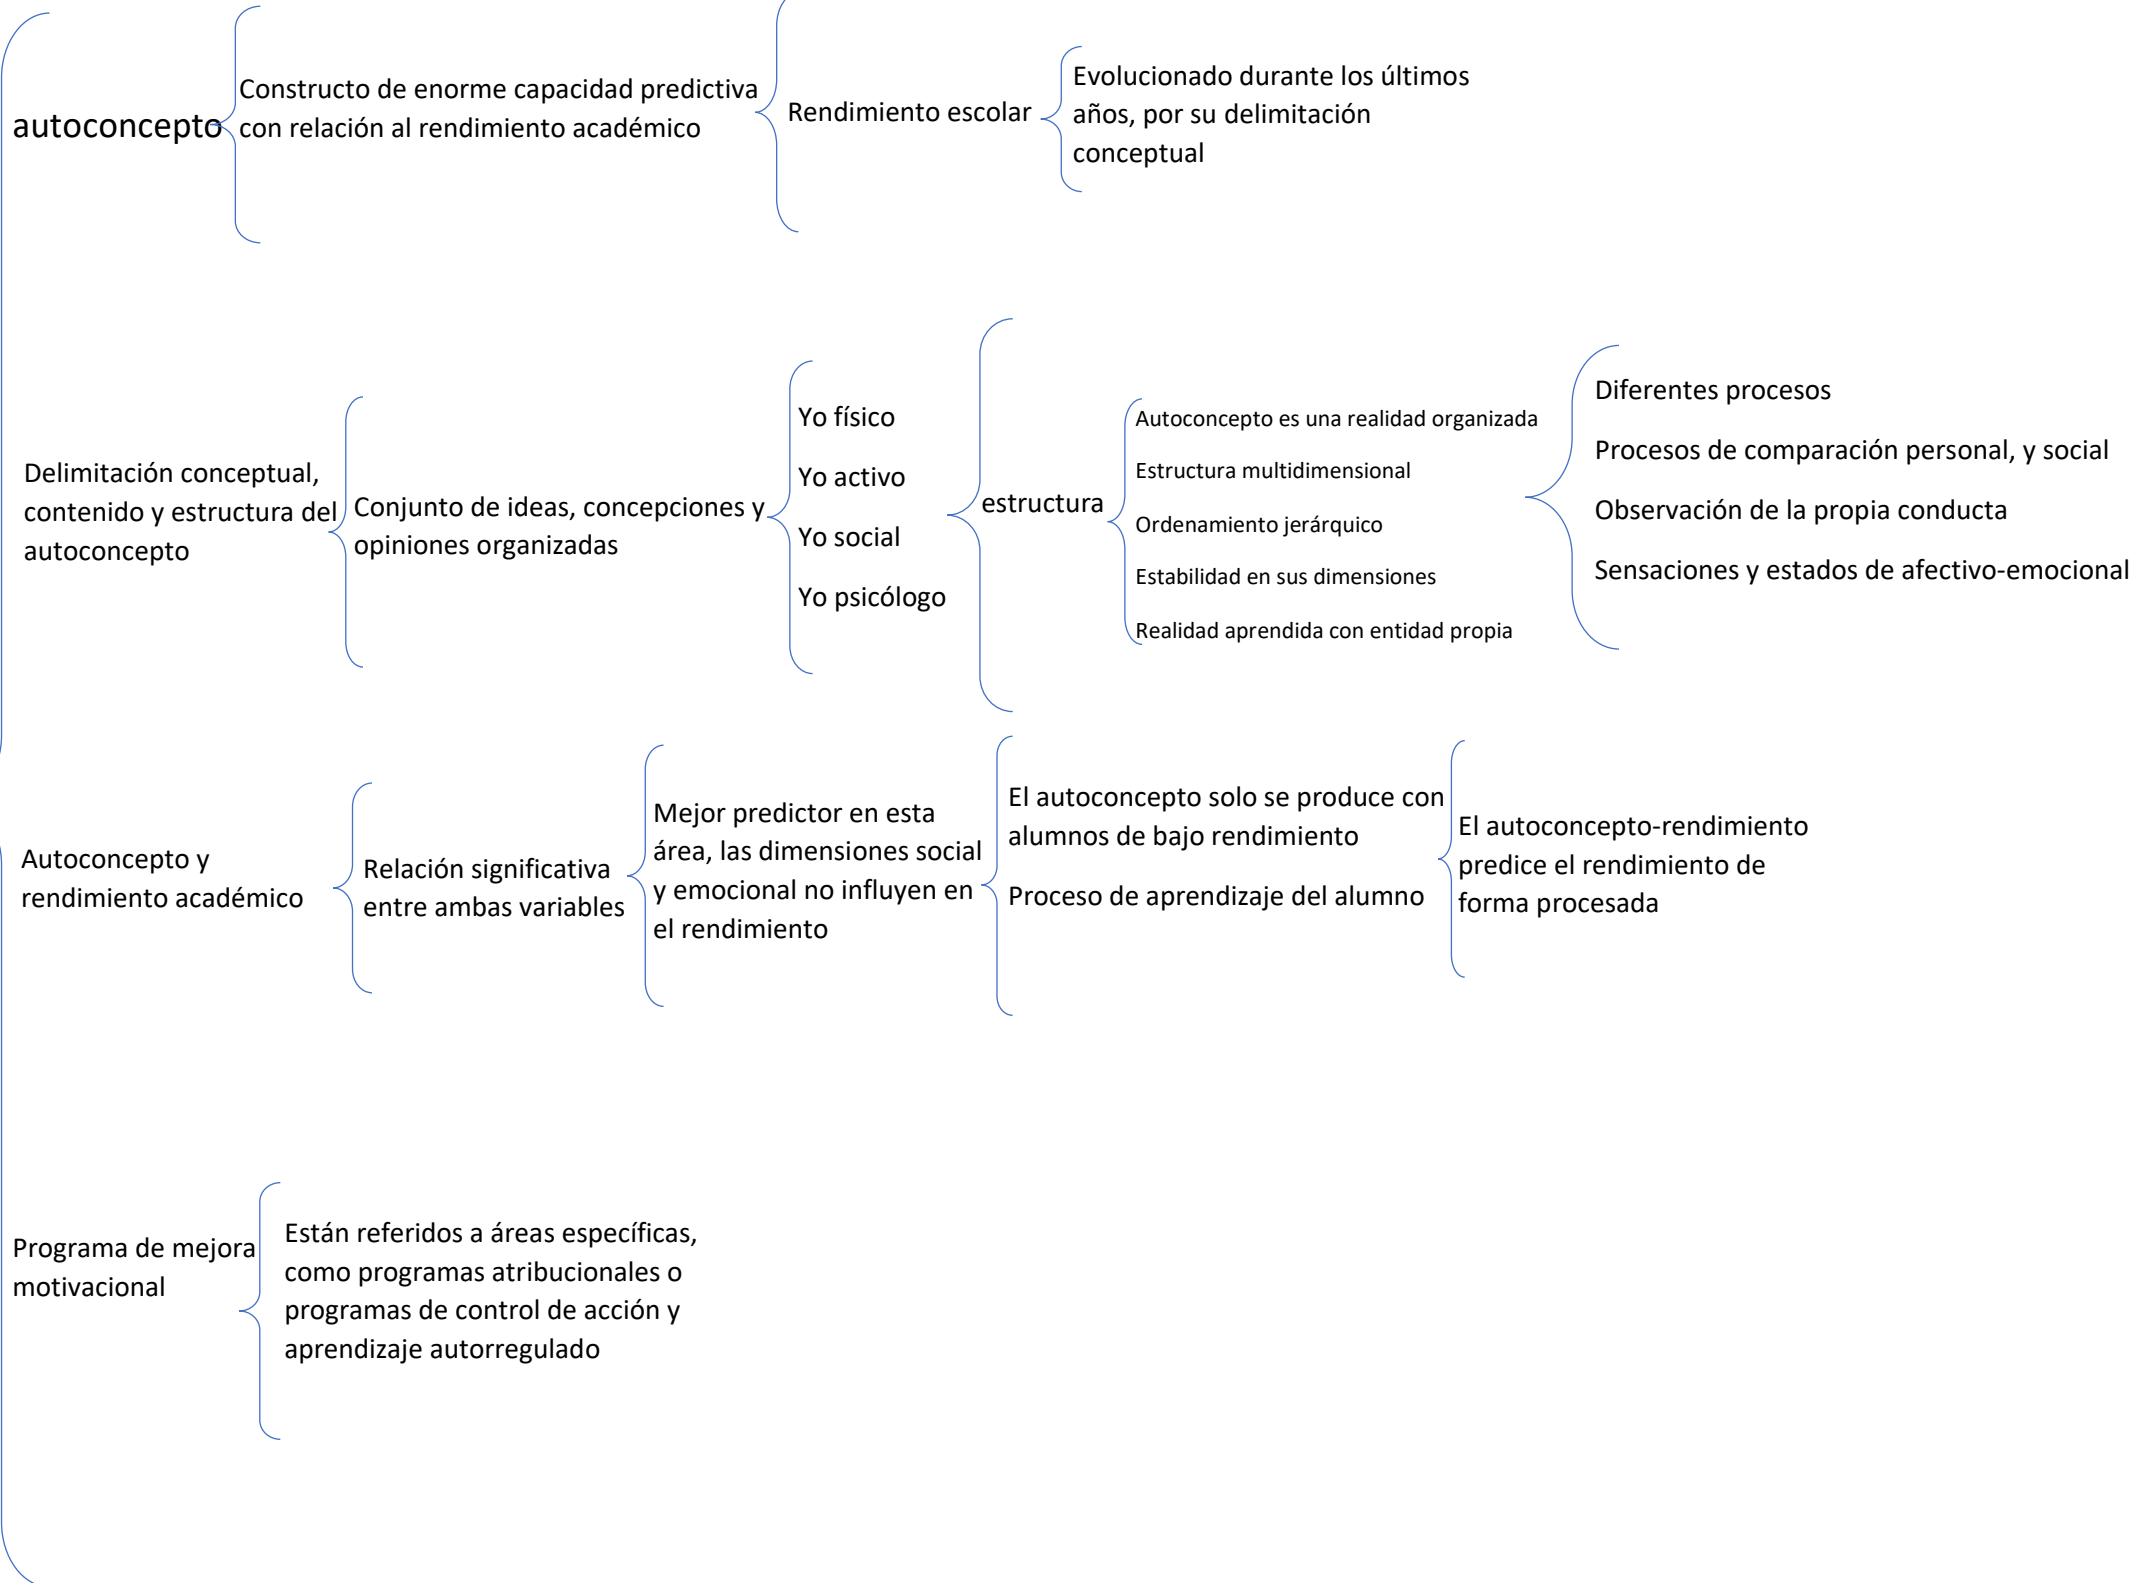 autoconcepto
Constructo de enorme capacidad predictiva
con relación al rendimiento académico
Rendimiento escolar
Evolucionado durante los últimos
años, por su delimitación
conceptual
Delimitación conceptual,
contenido y estructura del
autoconcepto
Conjunto de ideas, concepciones y
opiniones organizadas
Yo físico
Yo activo
Yo social
Yo psicólogo
estructura
Autoconcepto es una realidad organizada
Estructura multidimensional
Ordenamiento jerárquico
Estabilidad en sus dimensiones
Realidad aprendida con entidad propia
Diferentes procesos
Procesos de comparación personal, y social
Observación de la propia conducta
Sensaciones y estados de afectivo-emocional
Autoconcepto y
rendimiento académico
Relación significativa
entre ambas variables
Mejor predictor en esta
área, las dimensiones social
y emocional no influyen en
el rendimiento
El autoconcepto solo se produce con
alumnos de bajo rendimiento
Proceso de aprendizaje del alumno
El autoconcepto-rendimiento
predice el rendimiento de
forma procesada
Programa de mejora
motivacional
Están referidos a áreas específicas,
como programas atribucionales o
programas de control de acción y
aprendizaje autorregulado